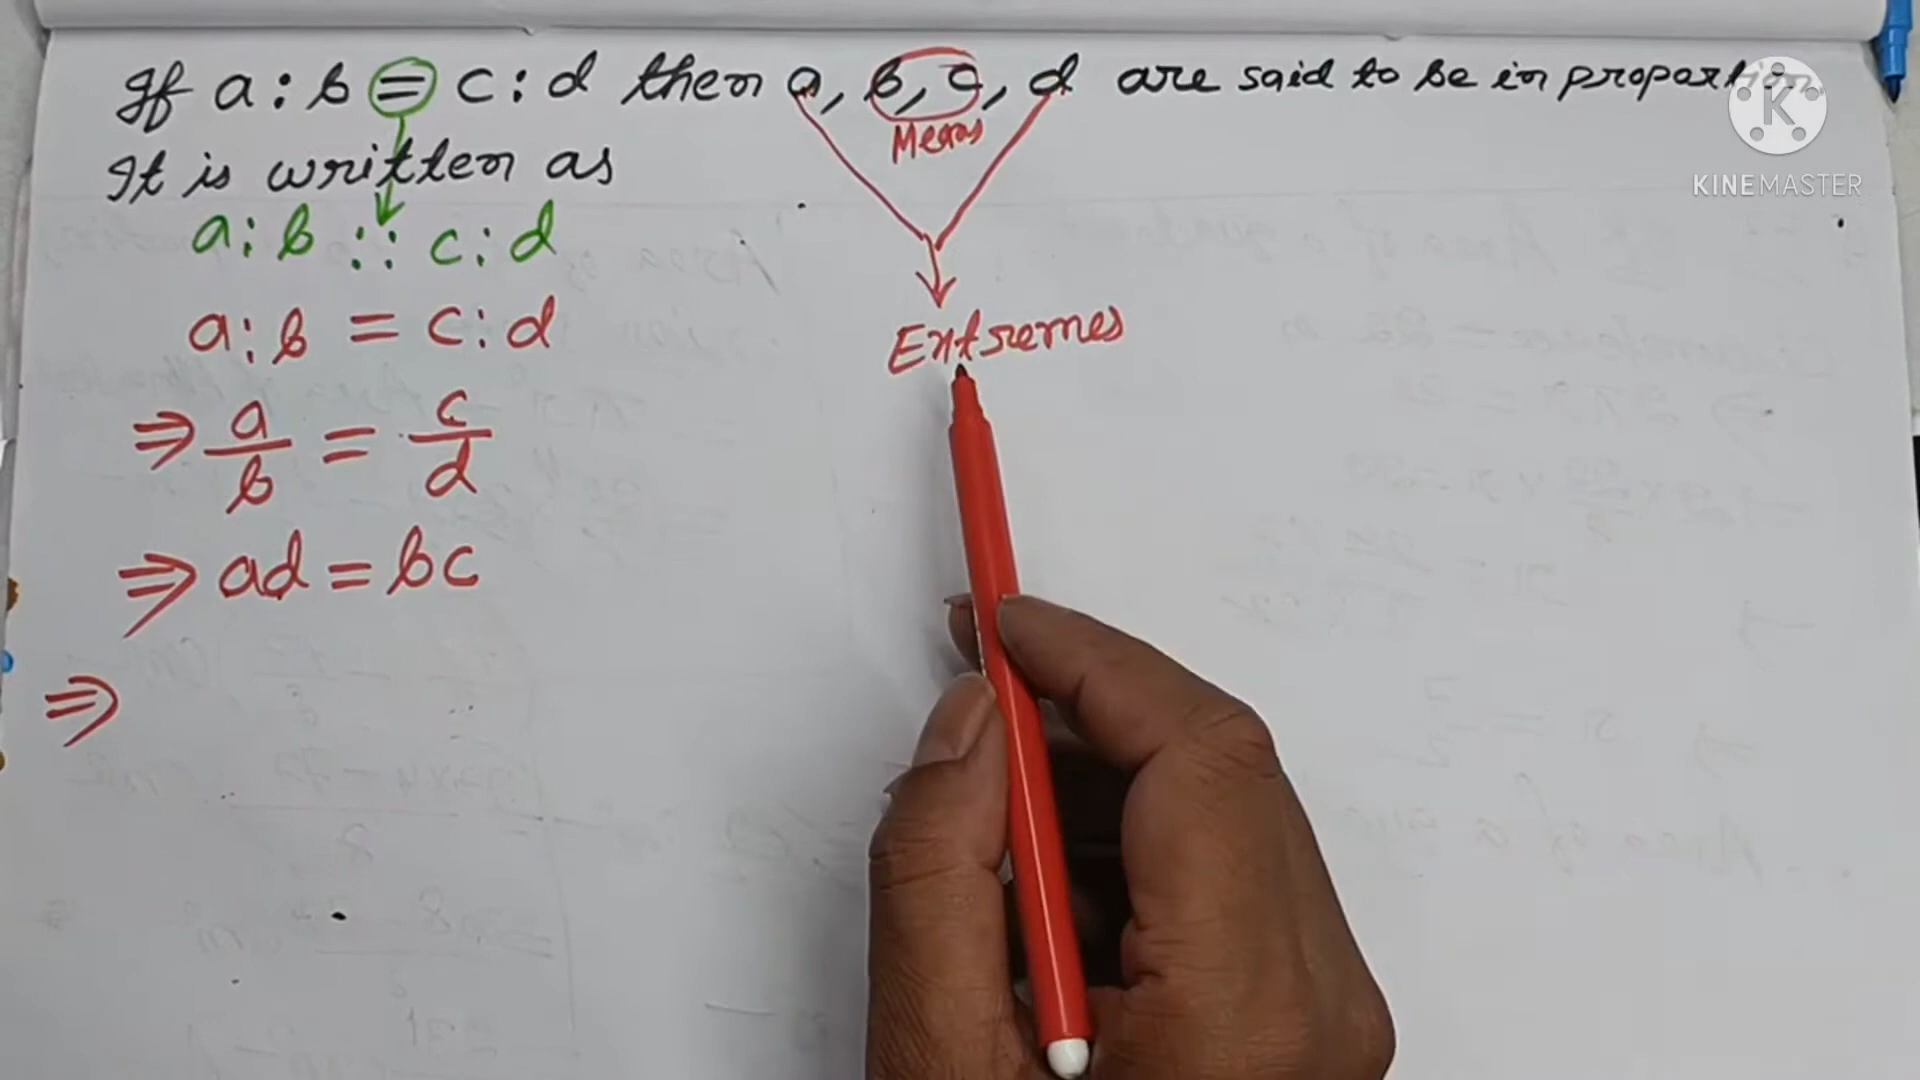 If a : b = c : d then a, b, c, d are said to be in proportion
Means
It is written as
a : b :: c : d
a : b = c : d
Extremes
⇒ a/b = c/d
⇒ ad = bc
⇒
KINEMASTER